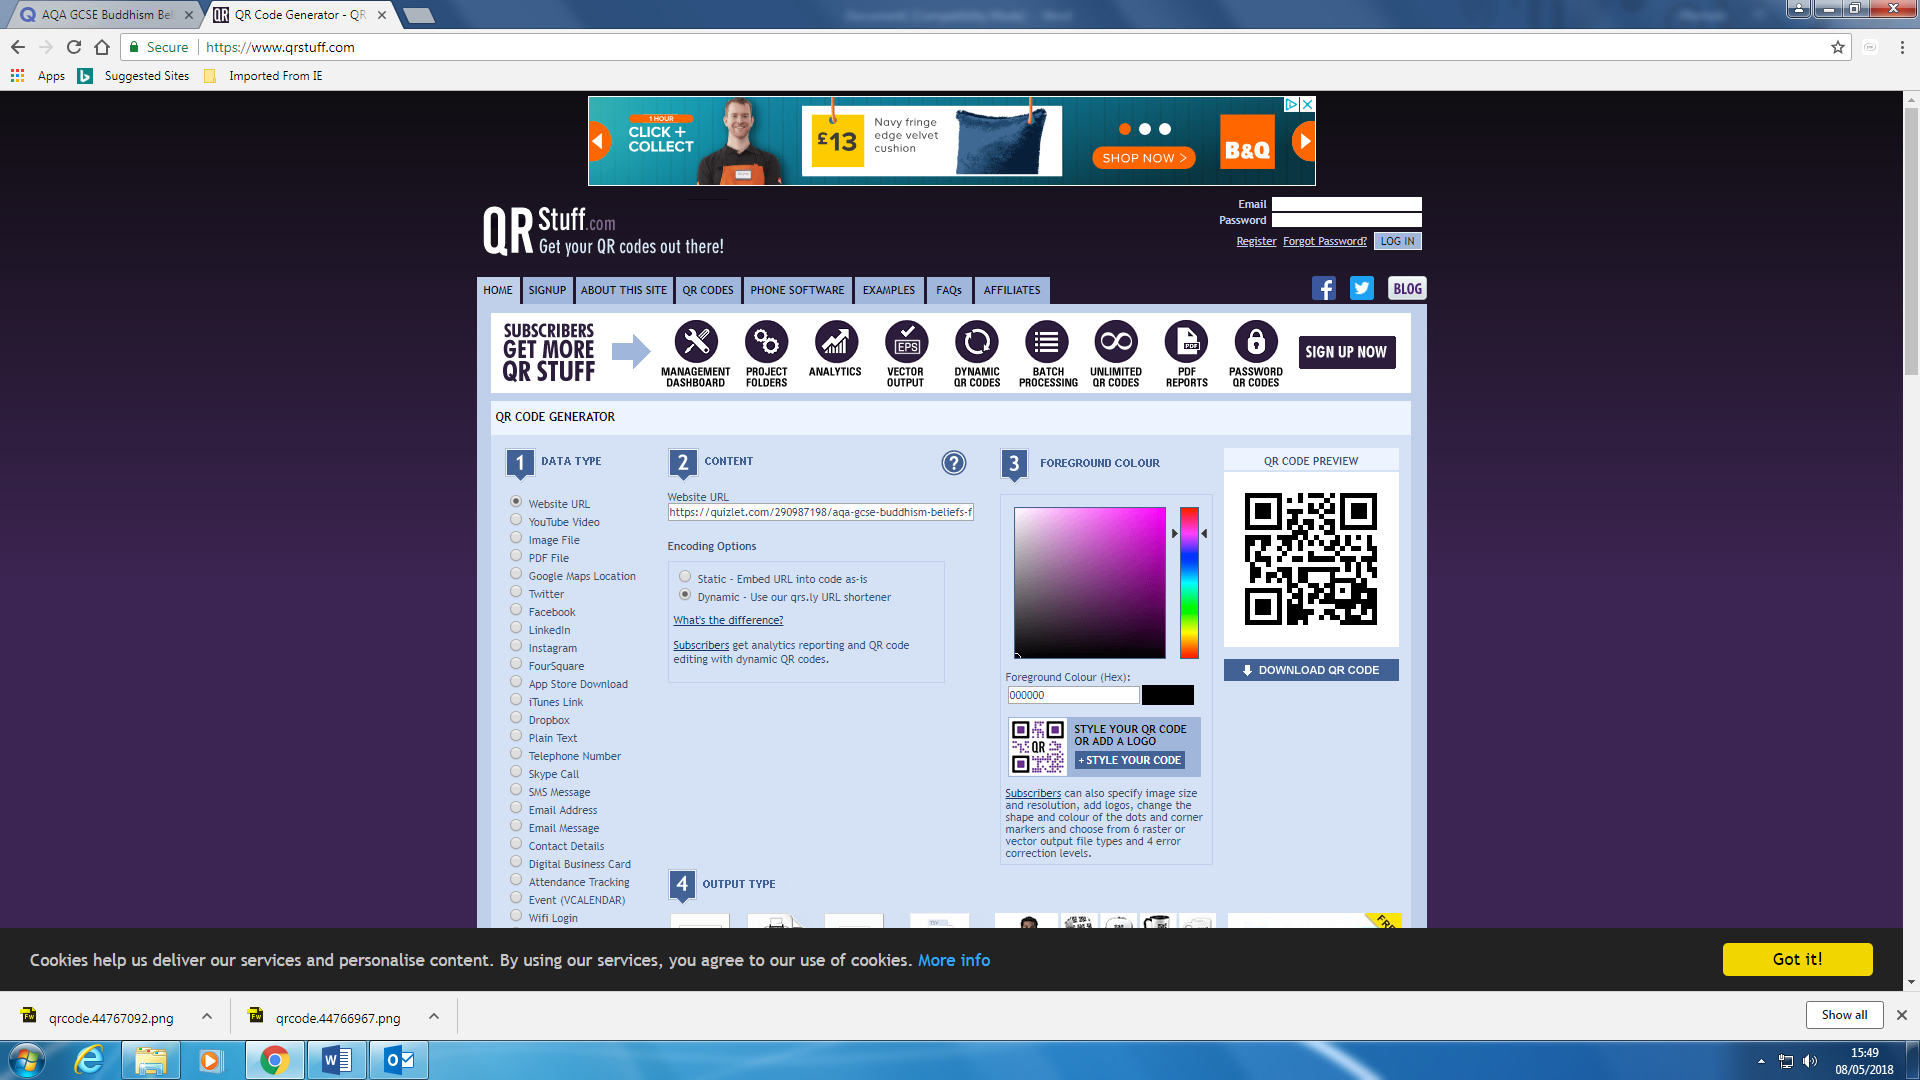 AQA GCSE Buddhism Bel
QR Code Generator - QR
Secure
https://www.qrstuff.com
Apps
Suggested Sites
Imported From IE
1 HOUR
CLICK +
COLLECT
£13
Navy fringe
edge velvet
cushion
SHOP NOW >
B&Q
QR Stuff.com
Get your QR codes out there!
Email
Password
Register Forgot Password? LOG IN
HOME SIGNUP ABOUT THIS SITE QR CODES PHONE SOFTWARE EXAMPLES FAQs AFFILIATES
BLOG
SUBSCRIBERS
GET MORE
QR STUFF
MANAGEMENT
DASHBOARD
PROJECT
FOLDERS
ANALYTICS
EPS
VECTOR
OUTPUT
DYNAMIC
QR CODES
BATCH
PROCESSING
UNLIMITED
QR CODES
PDF
PDF
REPORTS
PASSWORD
QR CODES
SIGN UP NOW
QR CODE GENERATOR
1 DATA TYPE
Website URL
YouTube Video
Image File
PDF File
Google Maps Location
Twitter
Facebook
LinkedIn
Instagram
FourSquare
App Store Download
iTunes Link
Dropbox
Plain Text
Telephone Number
Skype Call
SMS Message
Email Address
Email Message
Contact Details
Digital Business Card
Attendance Tracking
Event (VCALENDAR)
Wifi Login
2 CONTENT
?
Website URL
https://quizlet.com/290987198/aqa-gcse-buddhism-beliefs-f
Encoding Options
Static - Embed URL into code as-is
Dynamic - Use our qrs.ly URL shortener
What's the difference?
Subscribers get analytics reporting and QR code
editing with dynamic QR codes.
3 FOREGROUND COLOUR
Foreground Colour (Hex):
000000
QR
STYLE YOUR QR CODE
OR ADD A LOGO
+ STYLE YOUR CODE
Subscribers can also specify image size
and resolution, add logos, change the
shape and colour of the dots and corner
markers and choose from 6 raster or
vector output file types and 4 error
correction levels.
QR CODE PREVIEW
DOWNLOAD QR CODE
4 OUTPUT TYPE
FRE
Cookies help us deliver our services and personalise content. By using our services, you agree to our use of cookies. More info
Got it!
qrcode.44767092.png
qrcode.44766967.png
Show all
15:49
08/05/2018